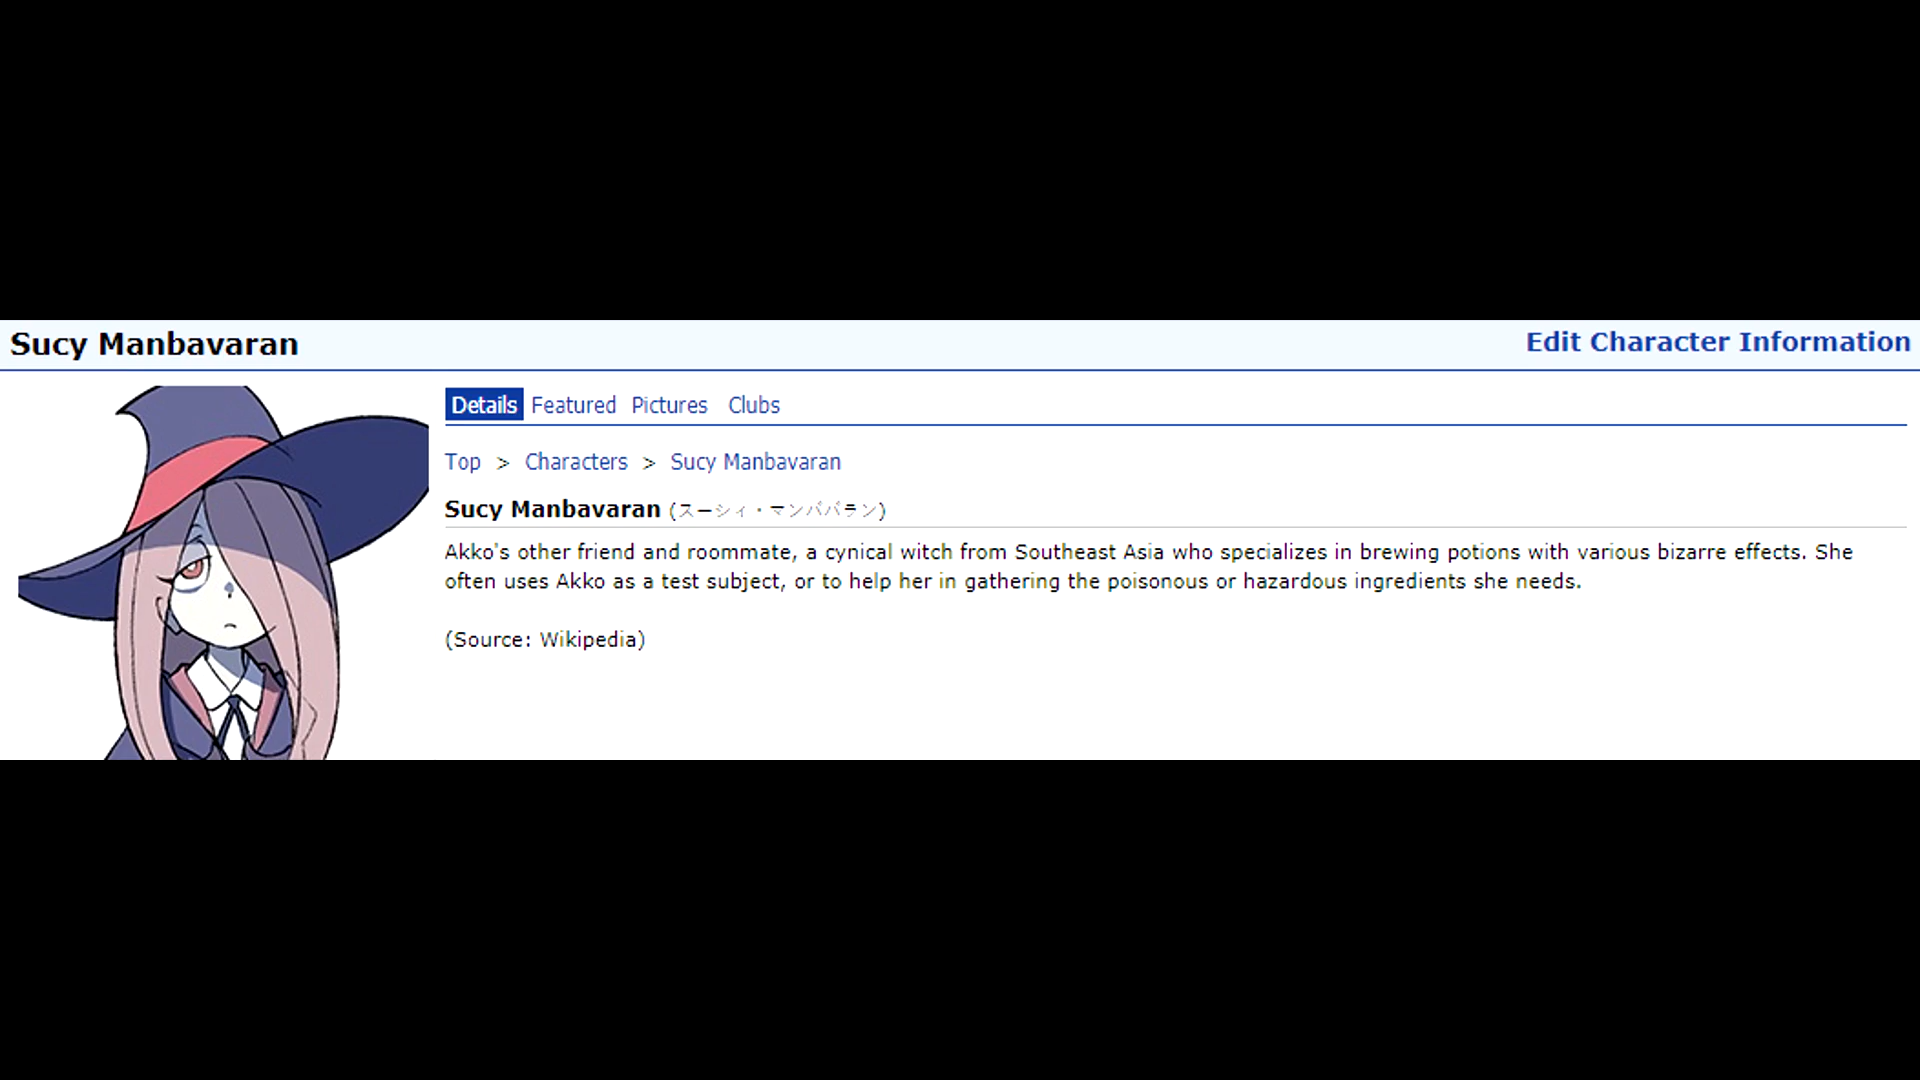 Sucy Manbavaran
Edit Character Information
Details Featured Pictures Clubs
Top > Characters > Sucy Manbavaran
Sucy Manbavaran (スーシィ・マンババラン)
Akko's other friend and roommate, a cynical witch from Southeast Asia who specializes in brewing potions with various bizarre effects. She
often uses Akko as a test subject, or to help her in gathering the poisonous or hazardous ingredients she needs.
(Source: Wikipedia)